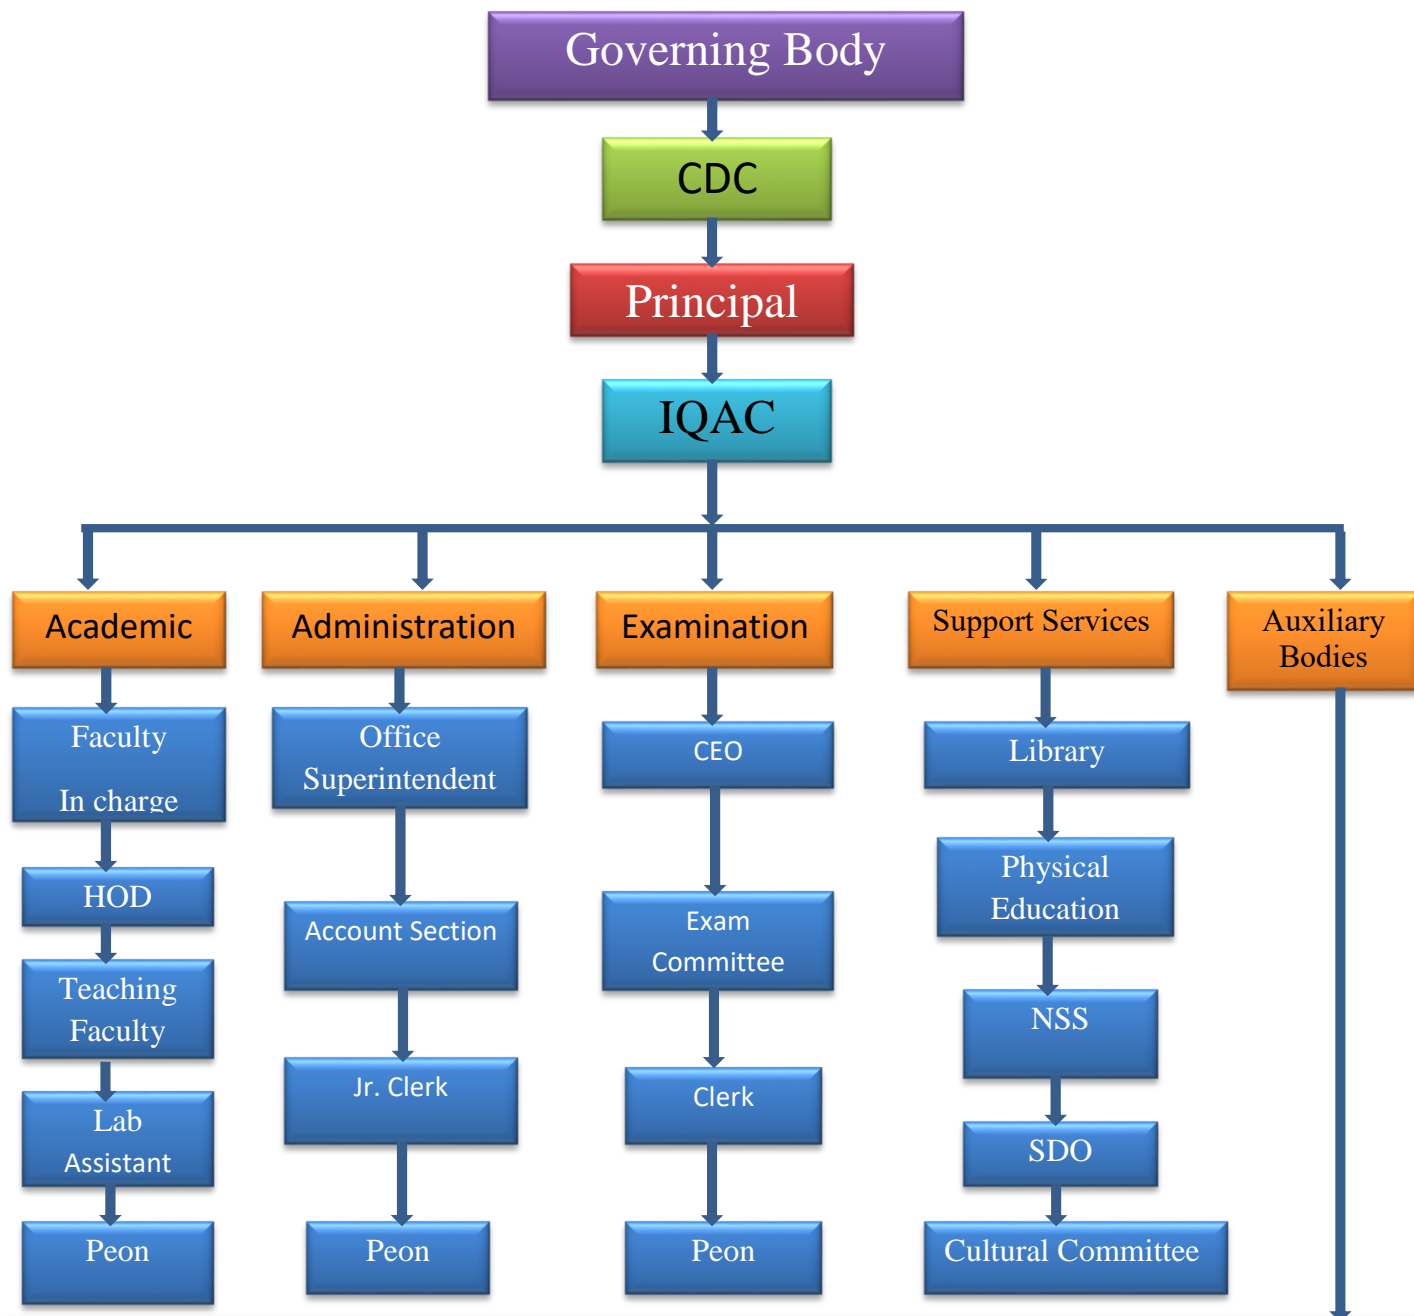 Governing Body
CDC
Principal
IQAC
Academic
Administration
Examination
Support Services
Auxiliary
Bodies
Faculty
In charge
HOD
Teaching
Faculty
Lab
Assistant
Peon
Office
Superintendent
Account Section
Jr. Clerk
Peon
CEO
Exam
Committee
Clerk
Peon
Library
Physical
Education
NSS
SDO
Cultural Committee